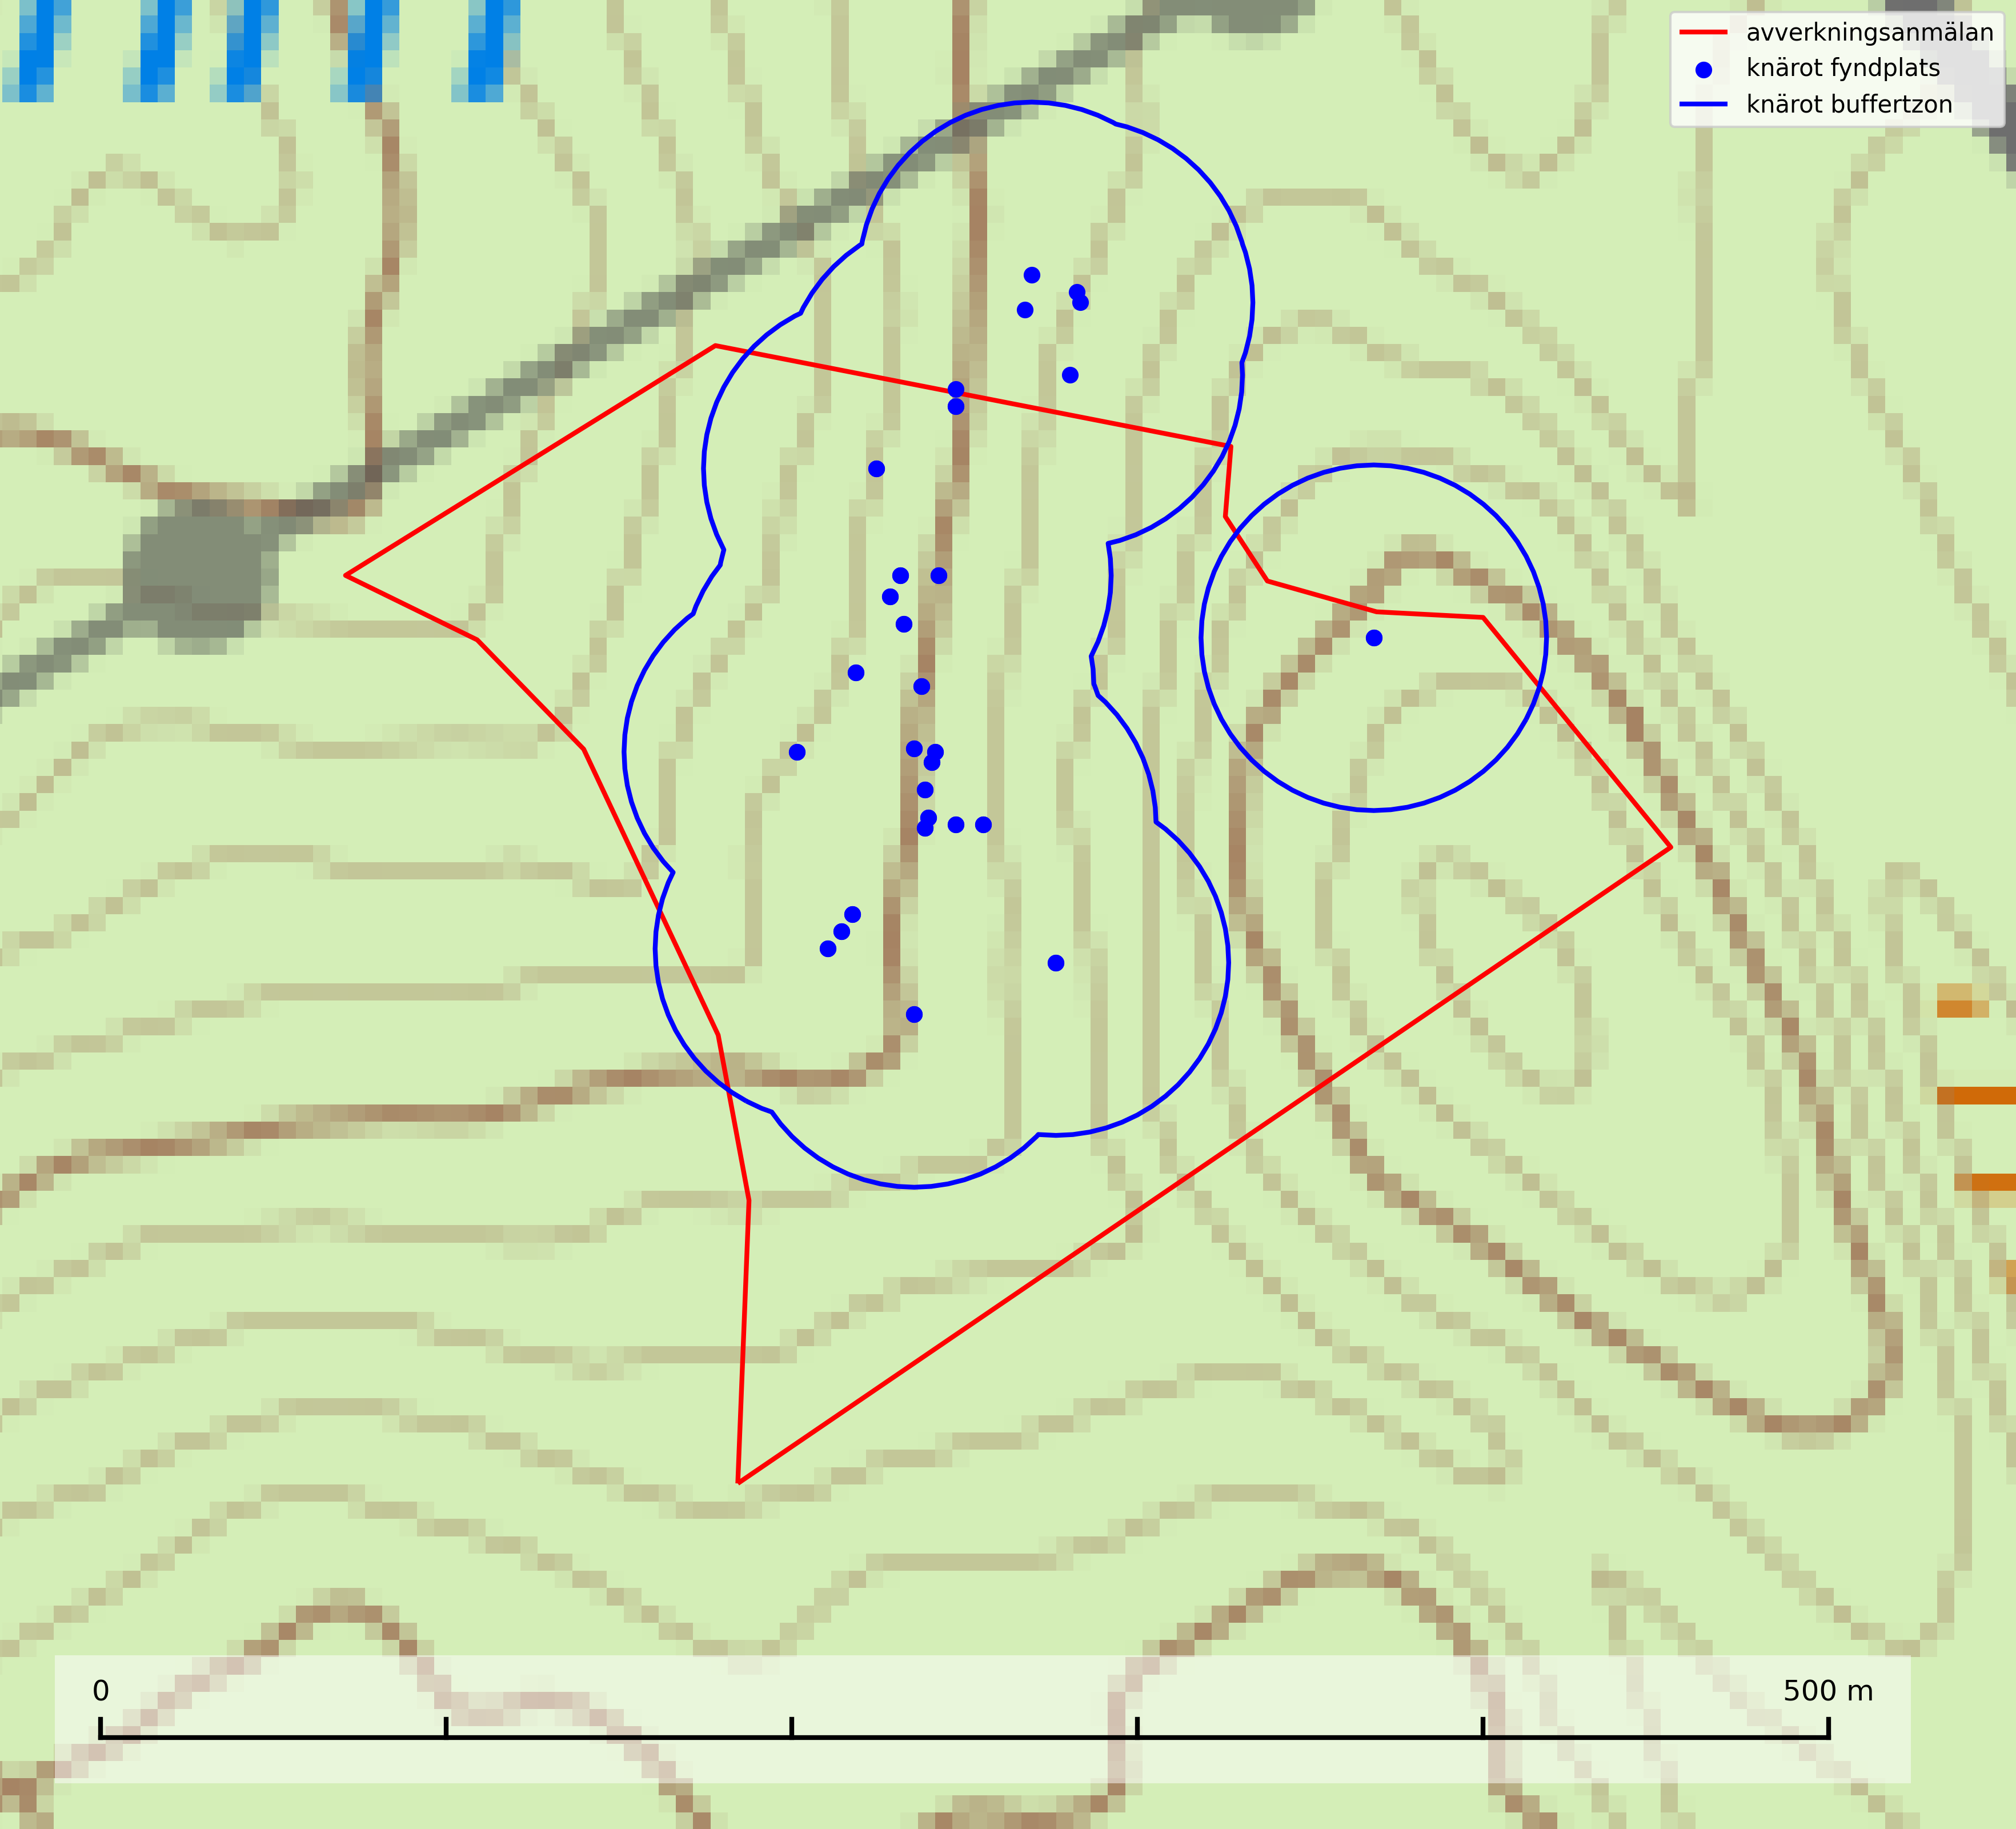 avverkningsanmälan
knärot fyndplats
knärot buffertzon
0
500 m